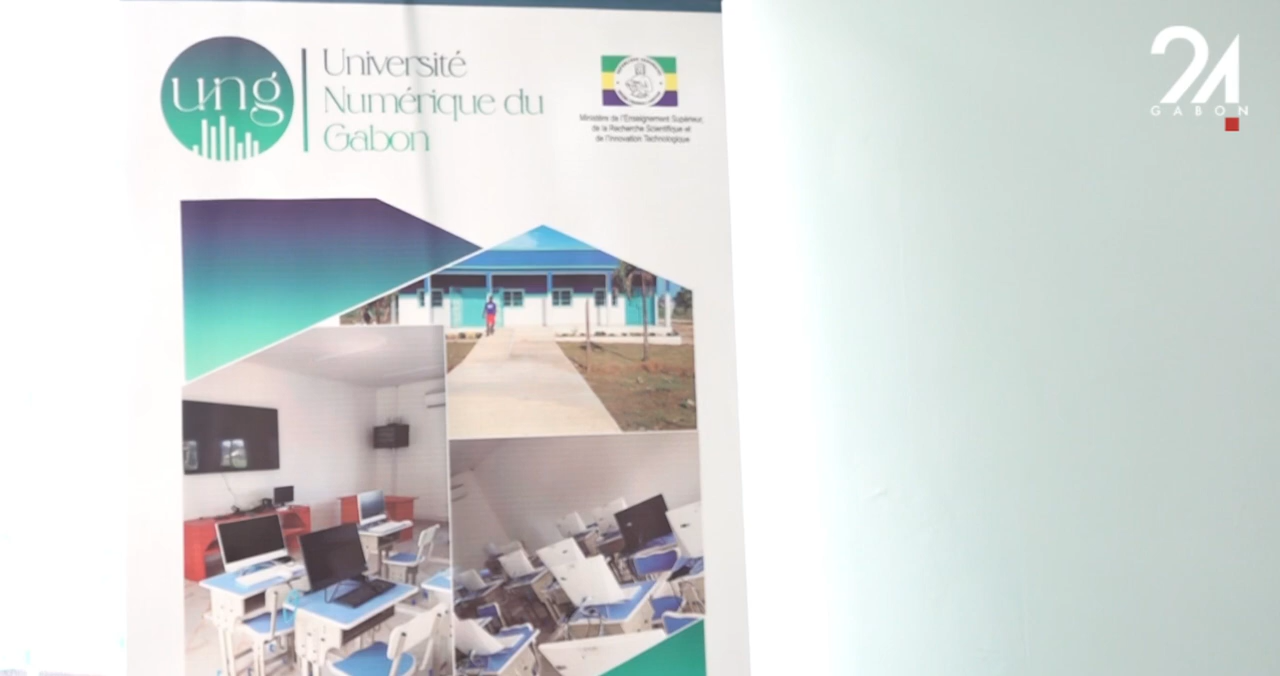 ung
Université
Numérique du
Gabon
Ministère de l'Enseignement Supérieur,
de la Recherche Scientifique et
de l'Innovation Technologique
24
GABON